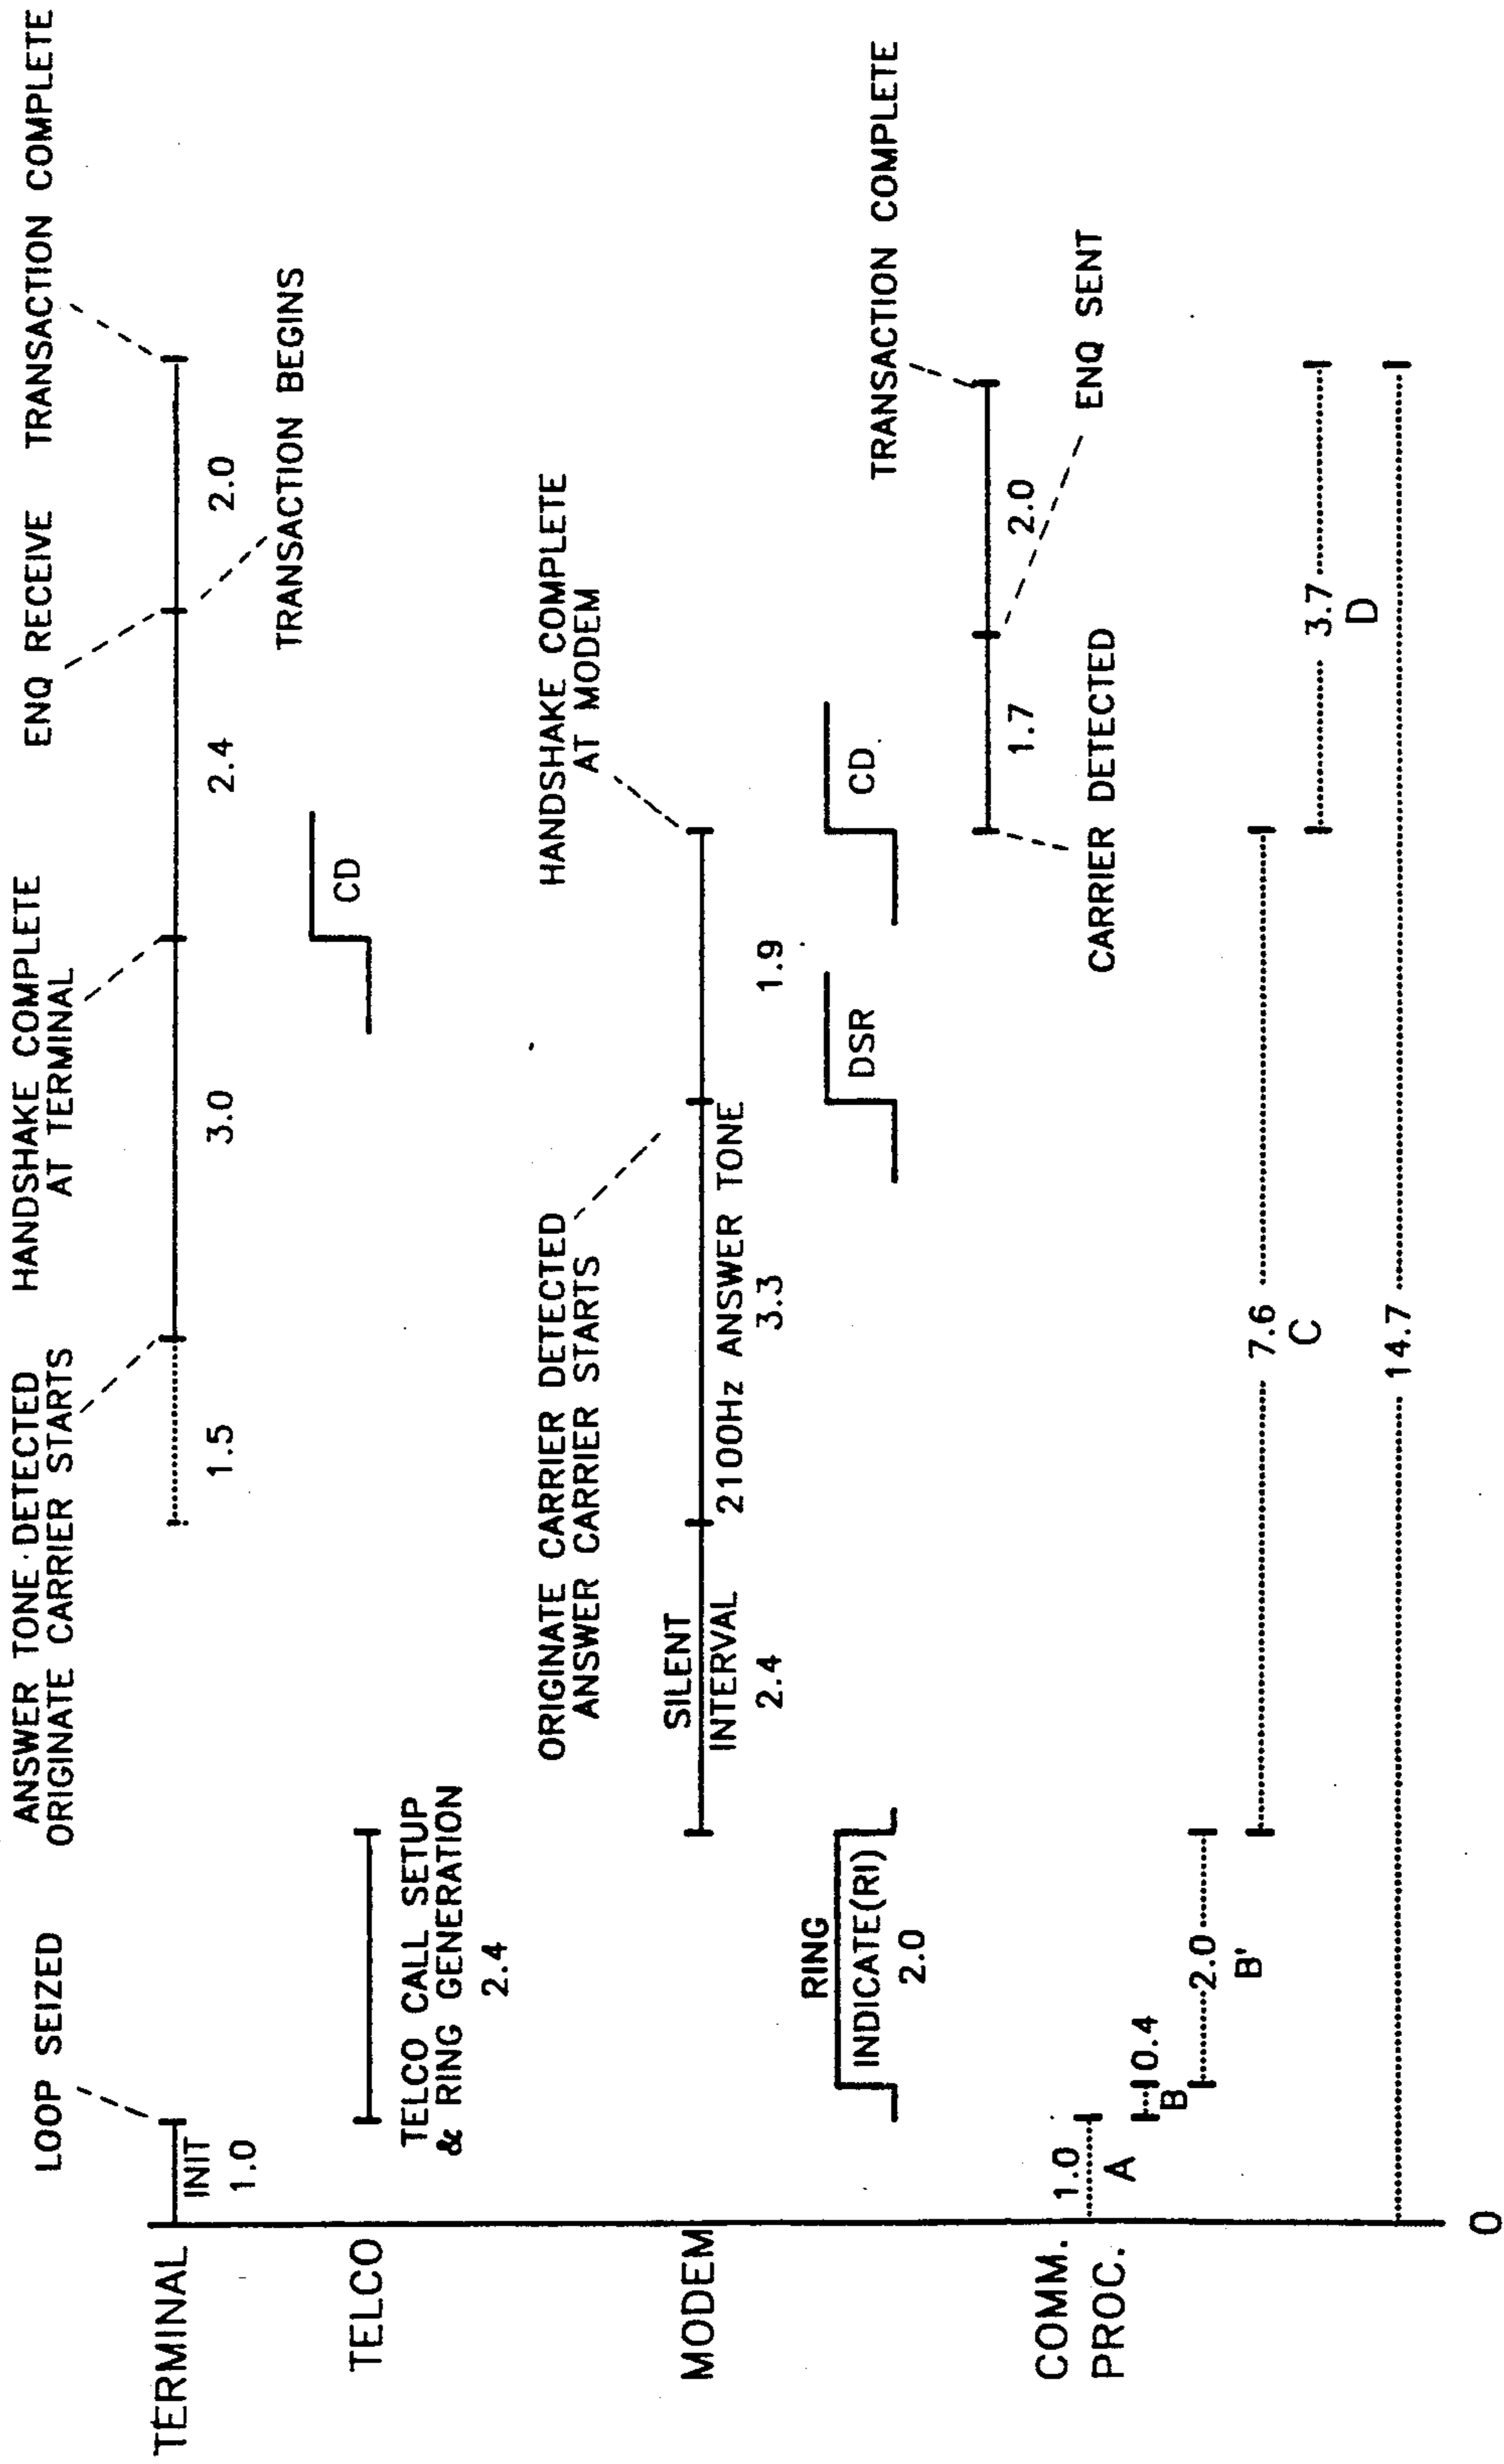 ANSWER TONE DETECTED
ORIGINATE CARRIER STARTS
HANDSHAKE COMPLETE
AT TERMINAL
ENQ RECEIVE
TRANSACTION COMPLETE
LOOP SEIZED
TERMINAL
INIT
1.0
1.5
3.0
2.4
2.0
TRANSACTION BEGINS
TELCO
CD
TELCO CALL SETUP
& RING GENERATION
2.4
ORIGINATE CARRIER DETECTED
ANSWER CARRIER STARTS
HANDSHAKE COMPLETE
AT MODEM
MODEM
SILENT
INTERVAL
2.4
2100Hz ANSWER TONE
3.3
1.9
RING
INDICATE(RI)
2.0
DSR
CD
TRANSACTION COMPLETE
1.7
2.0
ENQ SENT
CARRIER DETECTED
COMM.
PROC.
1.0
A
0.4
B
2.0
B'
7.6
C
3.7
D
14.7
0